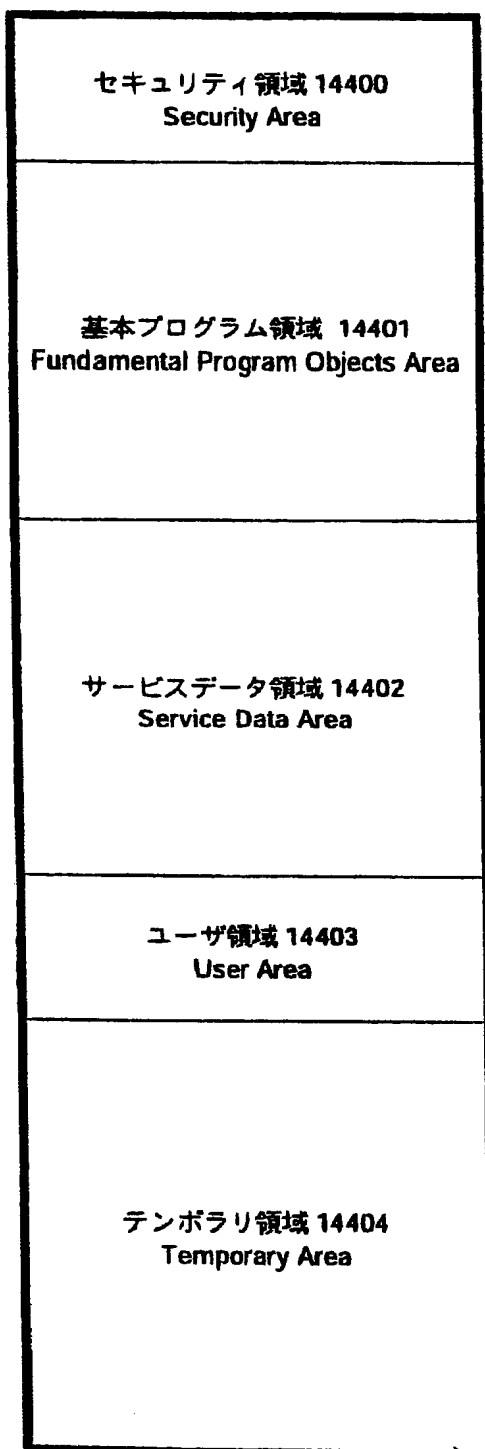 セキュリティ領域 14400
Security Area
基本プログラム領域 14401
Fundamental Program Objects Area
サービスデータ領域 14402
Service Data Area
ユーザ領域 14403
User Area
テンポラリ領域 14404
Temporary Area